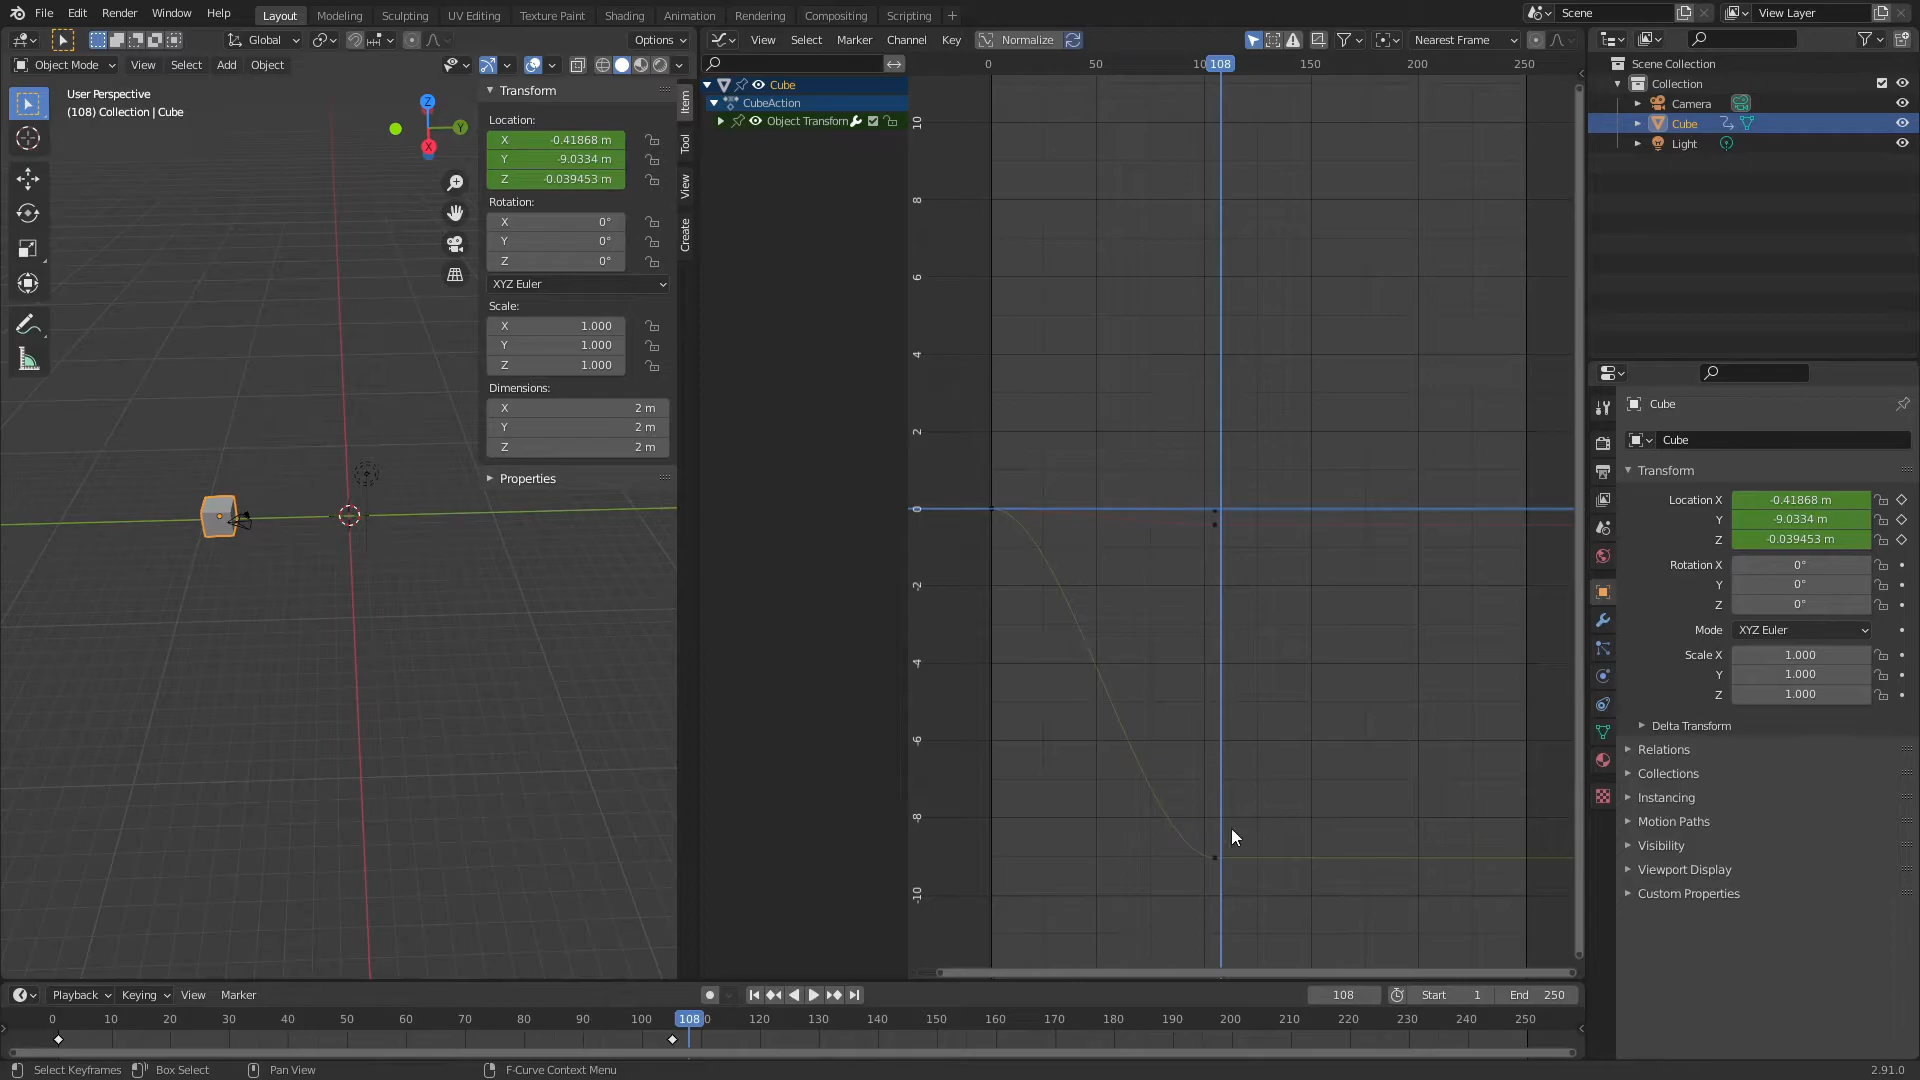 File Edit Render Window Help Layout Modeling Sculpting UV Editing Texture Paint Shading Animation Rendering Compositing Scripting + Scene View Layer
Global Options
Object Mode View Select Add Object
User Perspective
(108) Collection | Cube
Z
Y
X
Transform
Location:
X -0.41868 m
Y -9.0334 m
Z -0.039453 m
Rotation:
X 0°
Y 0°
Z 0°
XYZ Euler
Scale:
X 1.000
Y 1.000
Z 1.000
Dimensions:
X 2 m
Y 2 m
Z 2 m
Properties
Item
Tool
View
Create
View Select Marker Channel Key Normalize Nearest Frame
Cube
CubeAction
Object Transform
0 50 10 108 150 200 250
10
8
6
4
2
0
-2
-4
-6
-8
-10
Scene Collection
Collection
Camera
Cube
Light
Cube
Cube
Transform
Location X -0.41868 m
Y -9.0334 m
Z -0.039453 m
Rotation X 0°
Y 0°
Z 0°
Mode XYZ Euler
Scale X 1.000
Y 1.000
Z 1.000
Delta Transform
Relations
Collections
Instancing
Motion Paths
Visibility
Viewport Display
Custom Properties
Playback Keying View Marker 108 Start 1 End 250
0 10 20 30 40 50 60 70 80 90 100 108 0 120 130 140 150 160 170 180 190 200 210 220 230 240 250
Select Keyframes Box Select Pan View F-Curve Context Menu 2.91.0